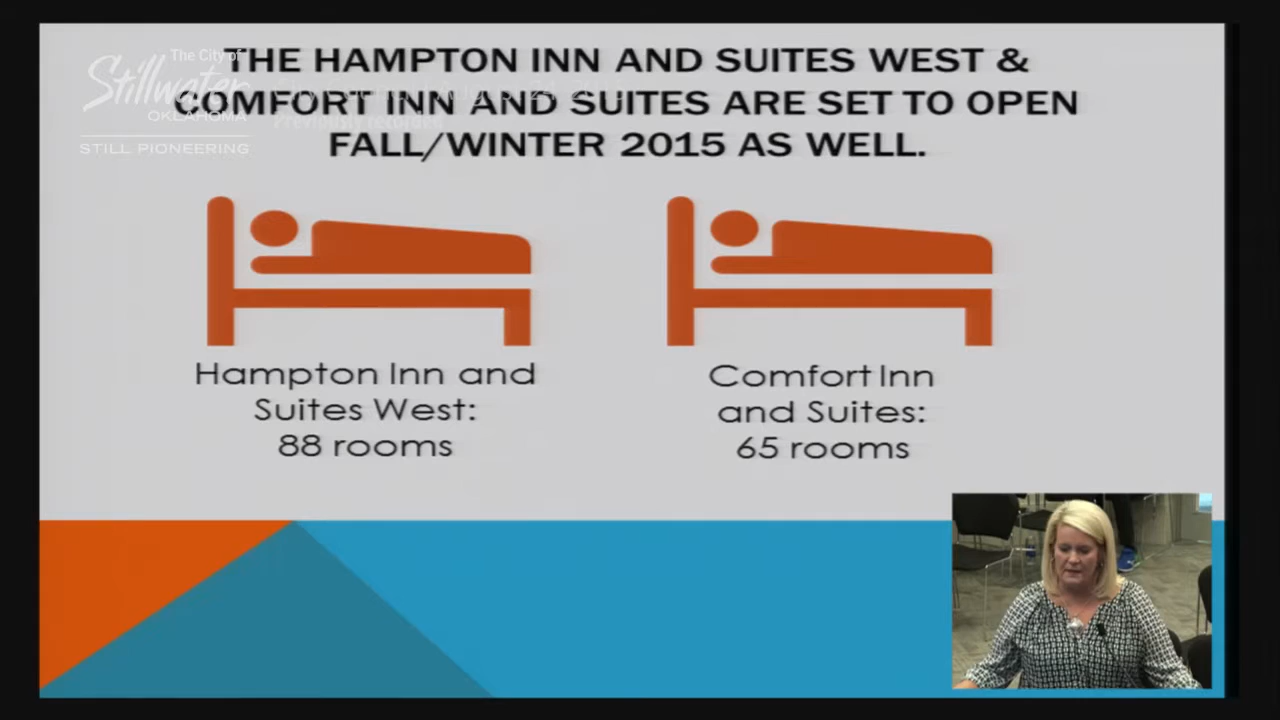 The City of
Stillwater
OKLAHOMA
STILL PIONEERING
THE HAMPTON INN AND SUITES WEST &
COMFORT INN AND SUITES ARE SET TO OPEN
FALL/WINTER 2015 AS WELL.
Previously recorded
Hampton Inn and
Suites West:
88 rooms
Comfort Inn
and Suites:
65 rooms